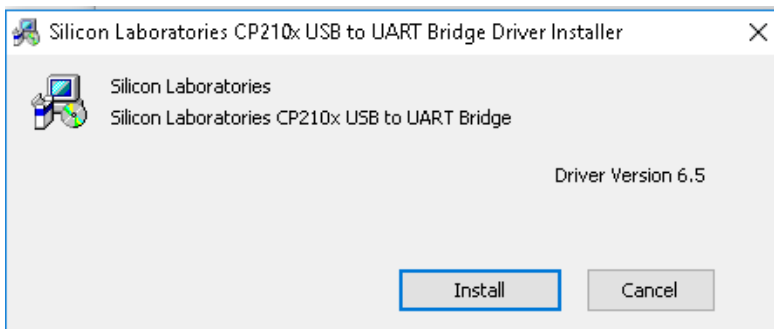 Silicon Laboratories CP210x USB to UART Bridge Driver Installer
Silicon Laboratories
Silicon Laboratories CP210x USB to UART Bridge
Driver Version 6.5
Install Cancel